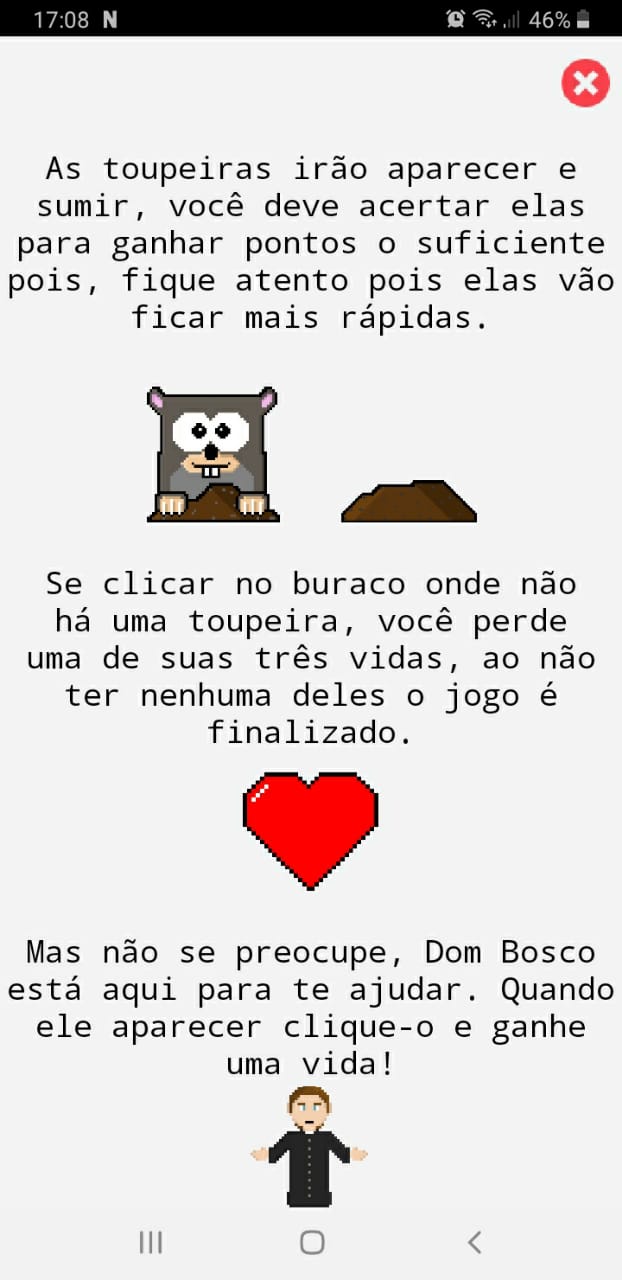 17:08 N 46%
As toupeiras irão aparecer e
sumir, você deve acertar elas
para ganhar pontos o suficiente
pois, fique atento pois elas vão
ficar mais rápidas.
Se clicar no buraco onde não
há uma toupeira, você perde
uma de suas três vidas, ao não
ter nenhuma deles o jogo é
finalizado.
Mas não se preocupe, Dom Bosco
está aqui para te ajudar. Quando
ele aparecer clique-o e ganhe
uma vida!